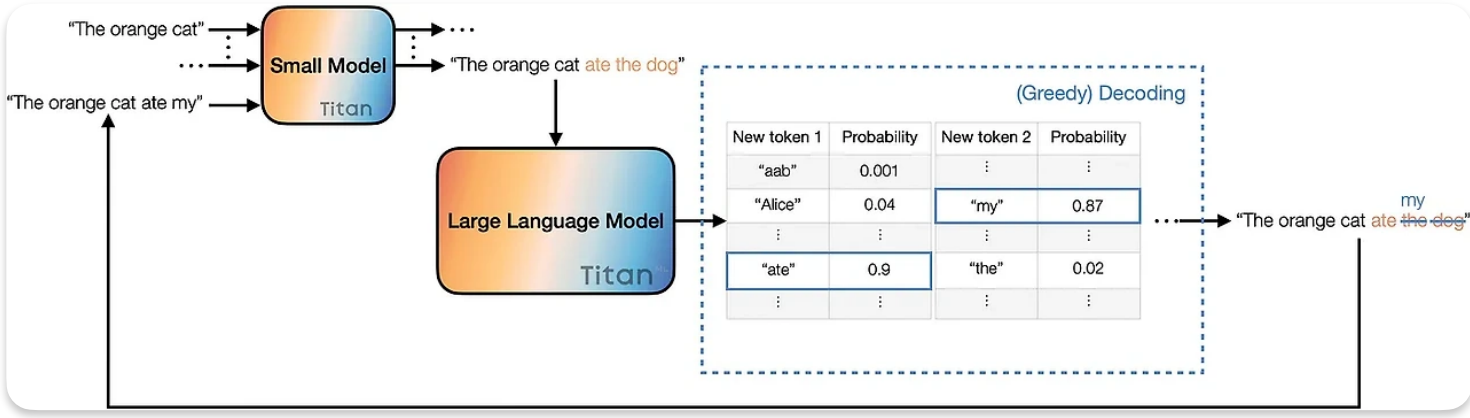 “The orange cat”
...
“The orange cat ate my”
Small Model
Titan
...
“The orange cat ate the dog”
Large Language Model
Titan
(Greedy) Decoding
New token 1 Probability New token 2 Probability
“aab” 0.001 ⋮ ⋮
“Alice” 0.04 “my” 0.87
⋮ ⋮ ⋮ ⋮
“ate” 0.9 “the” 0.02
⋮ ⋮ ⋮ ⋮
...
my
“The orange cat ate the dog”